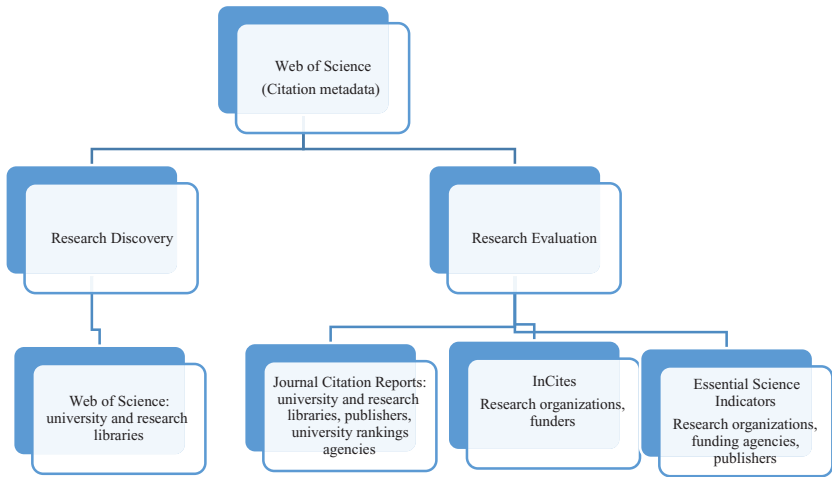 Web of Science
(Citation metadata)
Research Discovery
Research Evaluation
Web of Science:
university and research
libraries
Journal Citation Reports:
university and research
libraries, publishers,
university rankings
agencies
InCites
Research organizations,
funders
Essential Science
Indicators
Research organizations,
funding agencies,
publishers